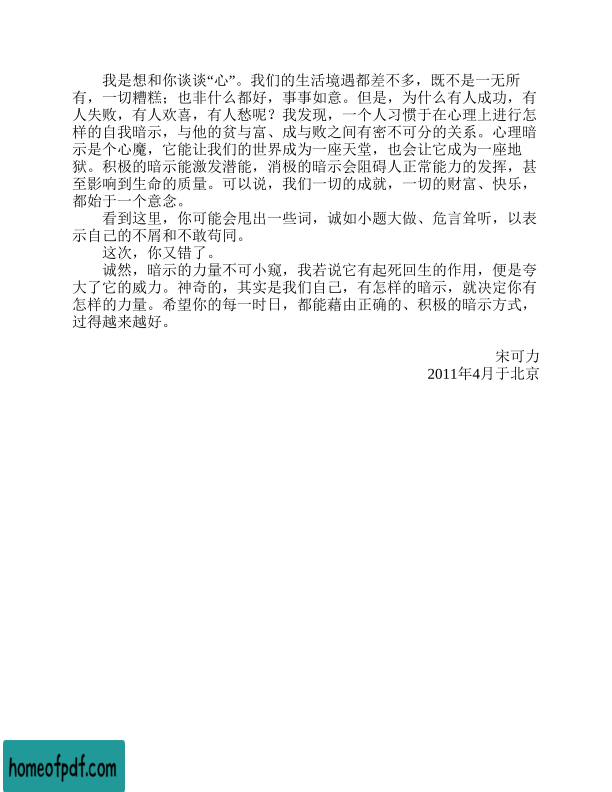 我是想和你谈谈“心”。我们的生活境遇都差不多，既不是一无所
有，一切糟糕；也非什么都好，事事如意。但是，为什么有人成功，有
人失败，有人欢喜，有人愁呢？我发现，一个人习惯于在心理上进行怎
样的自我暗示，与他的贫与富、成与败之间有密不可分的关系。心理暗
示是个心魔，它能让我们的世界成为一座天堂，也会让它成为一座地
狱。积极的暗示能激发潜能，消极的暗示会阻碍人正常能力的发挥，甚
至影响到生命的质量。可以说，我们一切的成就，一切的财富、快乐，
都始于一个意念。
看到这里，你可能会甩出一些词，诚如小题大做、危言耸听，以表
示自己的不屑和不敢苟同。
这次，你又错了。
诚然，暗示的力量不可小窥，我若说它有起死回生的作用，便是夸
大了它的威力。神奇的，其实是我们自己，有怎样的暗示，就决定你有
怎样的力量。希望你的每一时日，都能藉由正确的、积极的暗示方式，
过得越来越好。
宋可力
2011年4月于北京
homeofpdf.com